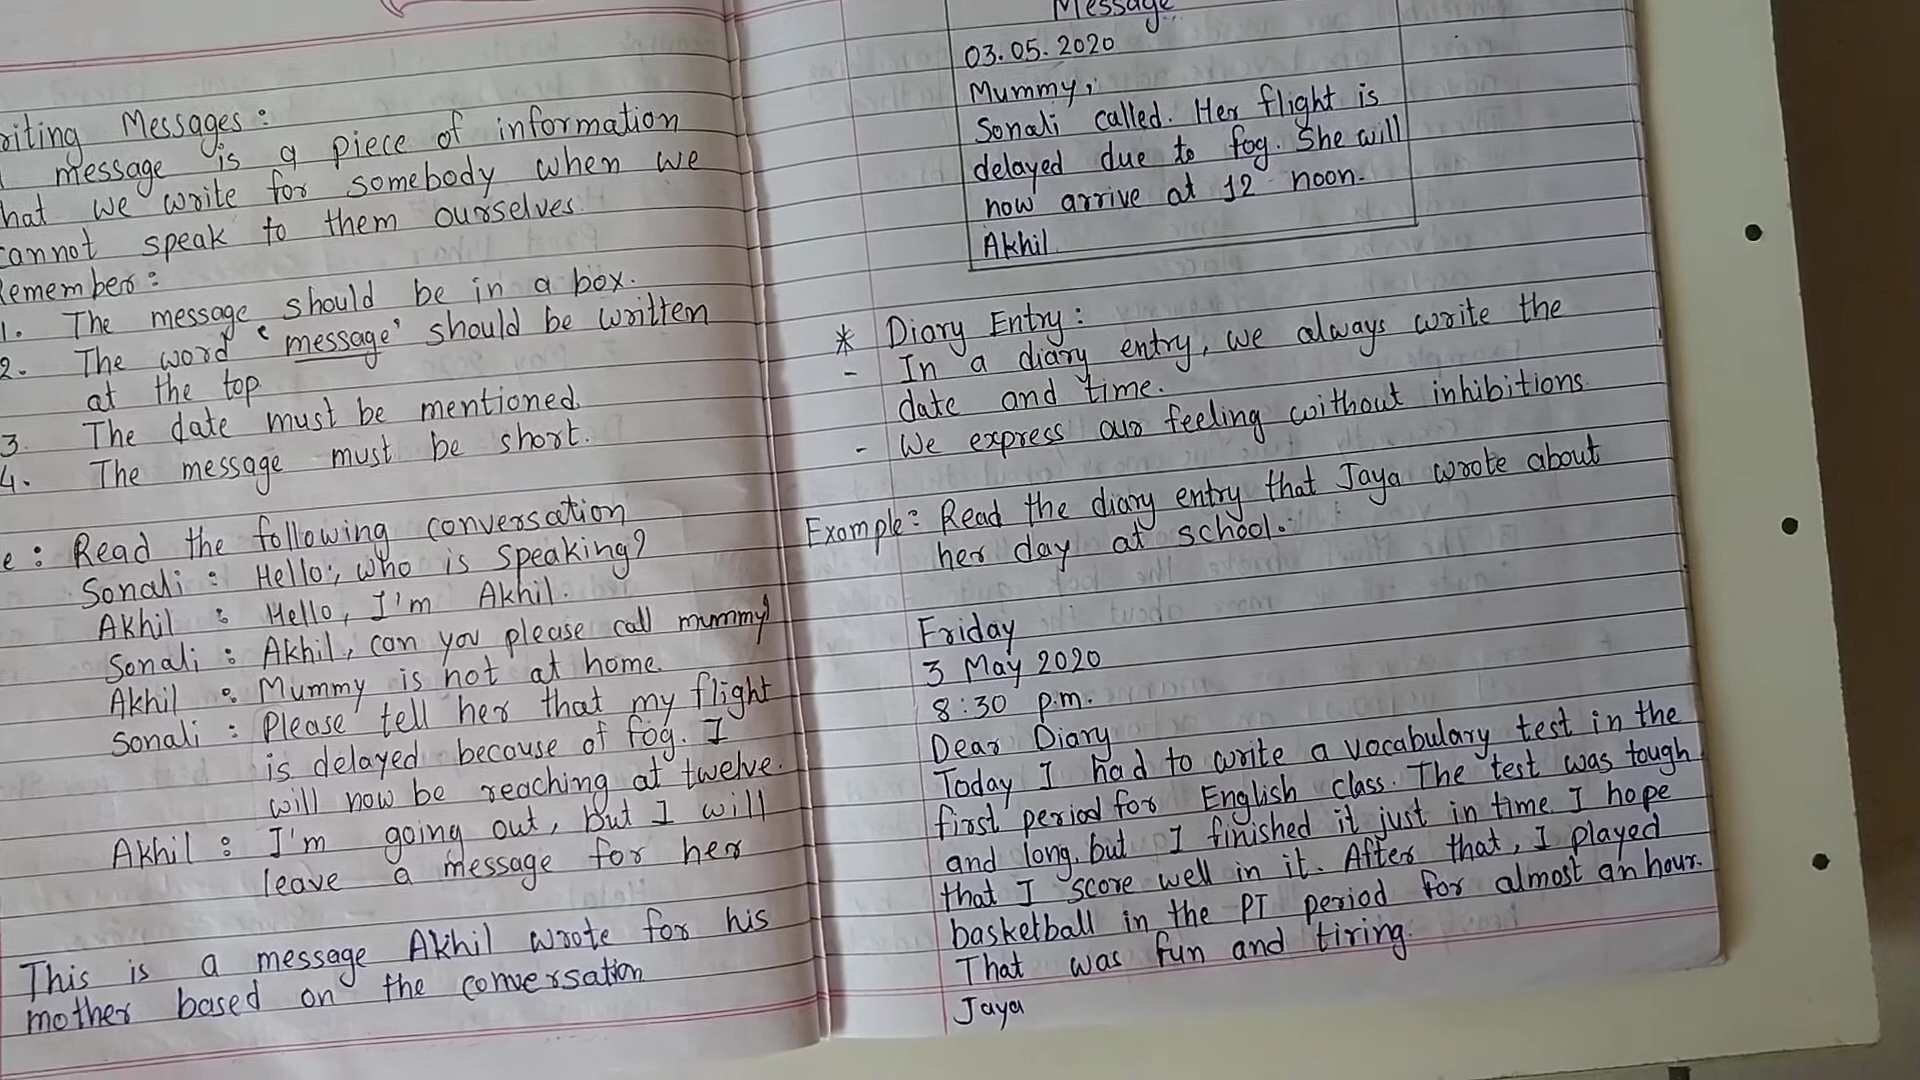 riting Messages:
message is a piece of information
hat we write for somebody when we
cannot speak to them ourselves.
Remember:
1. The message should be in a box.
2. The word 'message' should be written
at the top
3. The date must be mentioned.
4. The message must be short.
e: Read the following conversation
Sonali: Hello, who is speaking?
Akhil: Hello, I'm Akhil.
Sonali: Akhil, can you please call mummy?
Akhil: Mummy is not at home.
Sonali: Please tell her that my flight
is delayed because of fog. I
will now be reaching at twelve.
Akhil: I'm going out, but I will
leave a message for her
This is a message Akhil wrote for his
mother based on the conversation
Message
03.05.2020
Mummy,
Sonali called. Her flight is
delayed due to fog. She will
now arrive at 12 noon.
Akhil
* Diary Entry:
- In a diary entry, we always write the
date and time.
- We express our feeling without inhibitions.
Example: Read the diary entry that Jaya wrote about
her day at school.
Friday
3 May 2020
8:30 p.m.
Dear Diary
Today I had to write a vocabulary test in the
first period for English class. The test was tough
and long, but I finished it just in time I hope
that I score well in it. After that, I played
basketball in the PT period for almost an hour.
That was fun and tiring.
Jaya